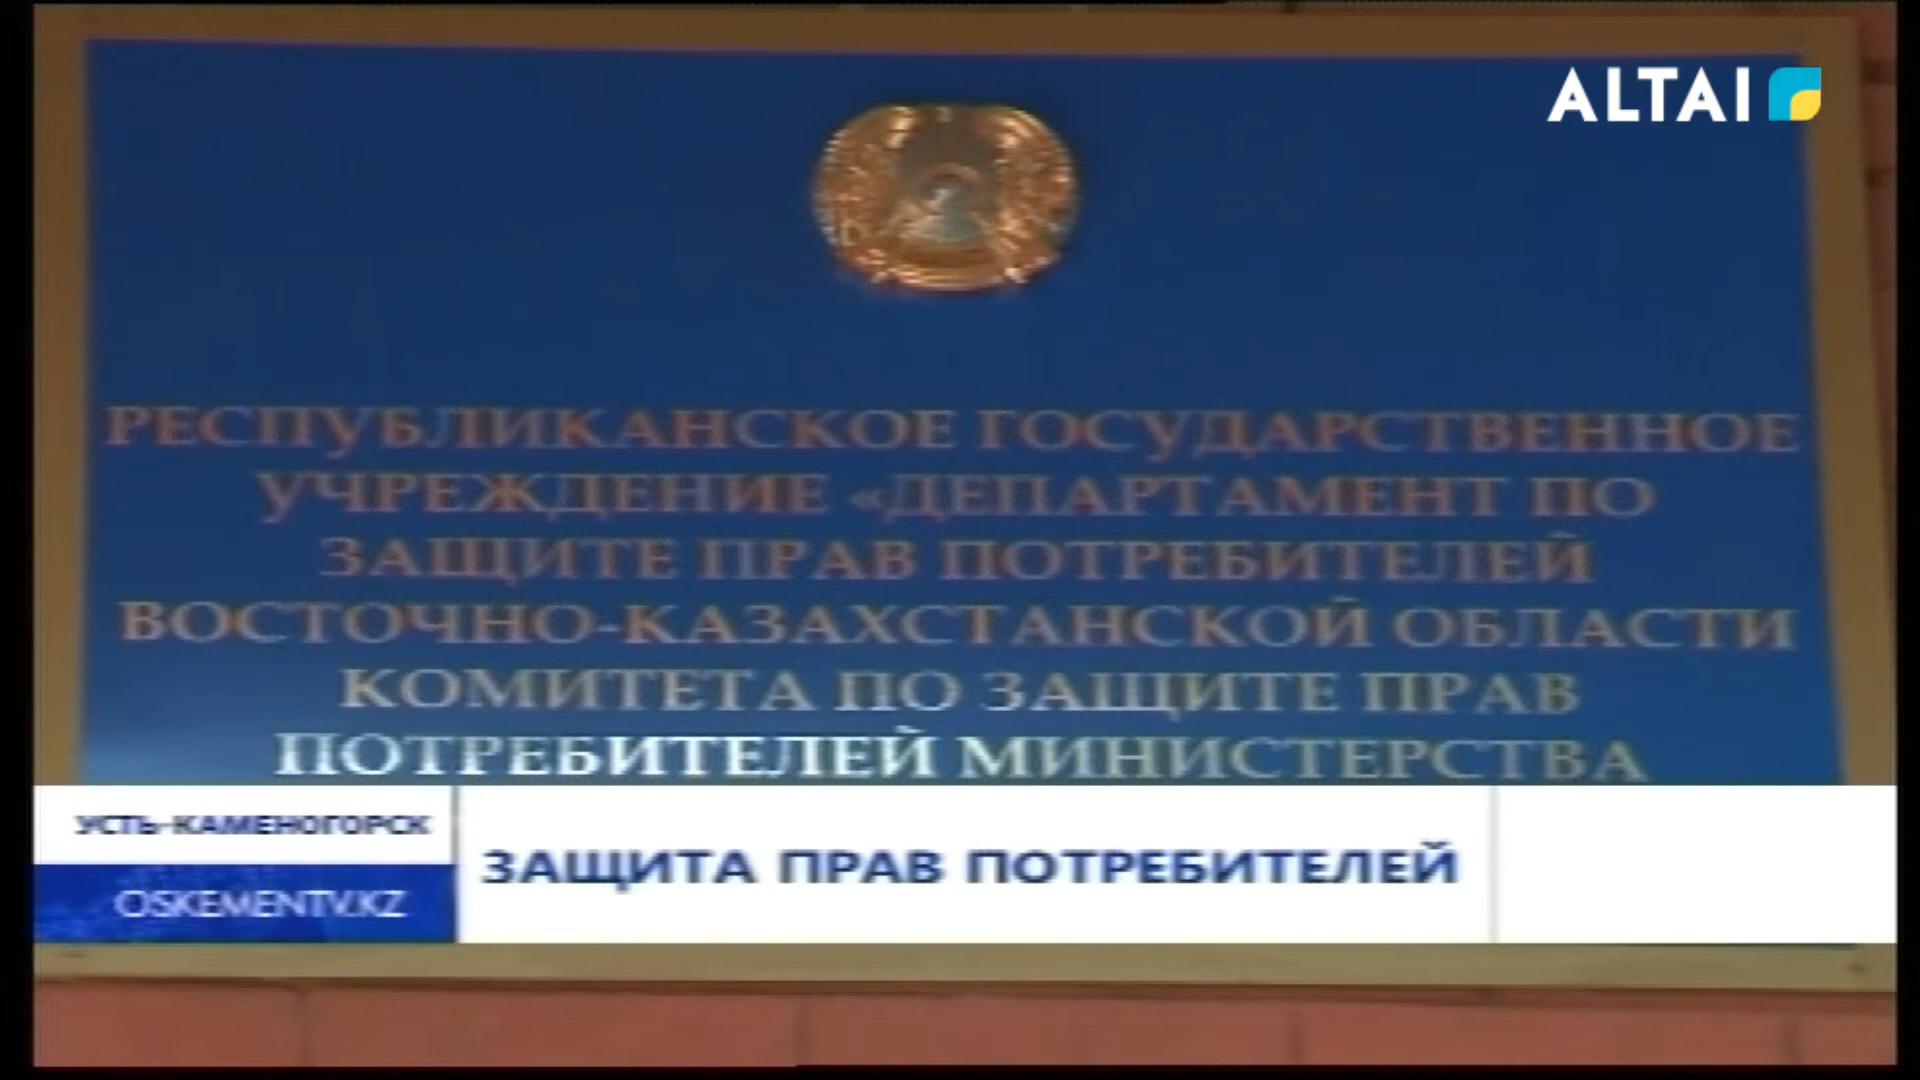 ALTAI
РЕСПУБЛИКАНСКОЕ ГОСУДАРСТВЕННОЕ
УЧРЕЖДЕНИЕ «ДЕПАРТАМЕНТ ПО
ЗАЩИТЕ ПРАВ ПОТРЕБИТЕЛЕЙ
ВОСТОЧНО-КАЗАХСТАНСКОЙ ОБЛАСТИ
КОМИТЕТА ПО ЗАЩИТЕ ПРАВ
ПОТРЕБИТЕЛЕЙ МИНИСТЕРСТВА
УСТЬ-КАМЕНОГОРСК
OSKEMENTV.KZ
ЗАЩИТА ПРАВ ПОТРЕБИТЕЛЕЙ